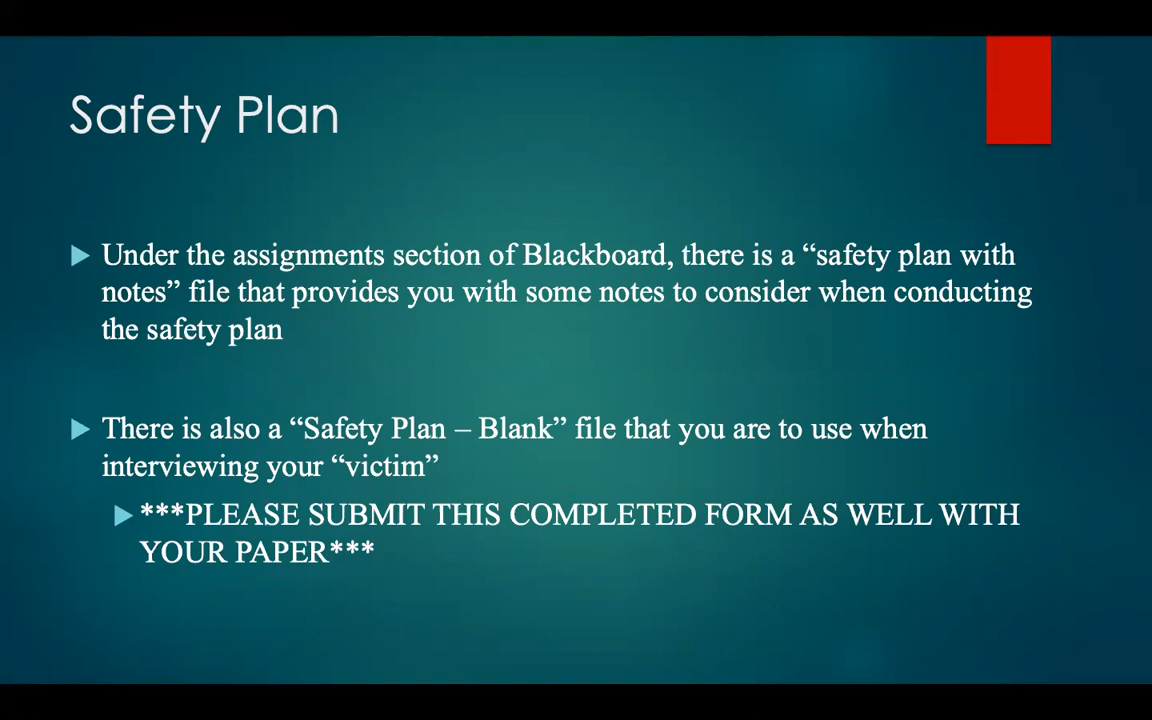 Safety Plan
Under the assignments section of Blackboard, there is a “safety plan with
notes” file that provides you with some notes to consider when conducting
the safety plan
There is also a “Safety Plan – Blank” file that you are to use when
interviewing your “victim”
***PLEASE SUBMIT THIS COMPLETED FORM AS WELL WITH
YOUR PAPER***